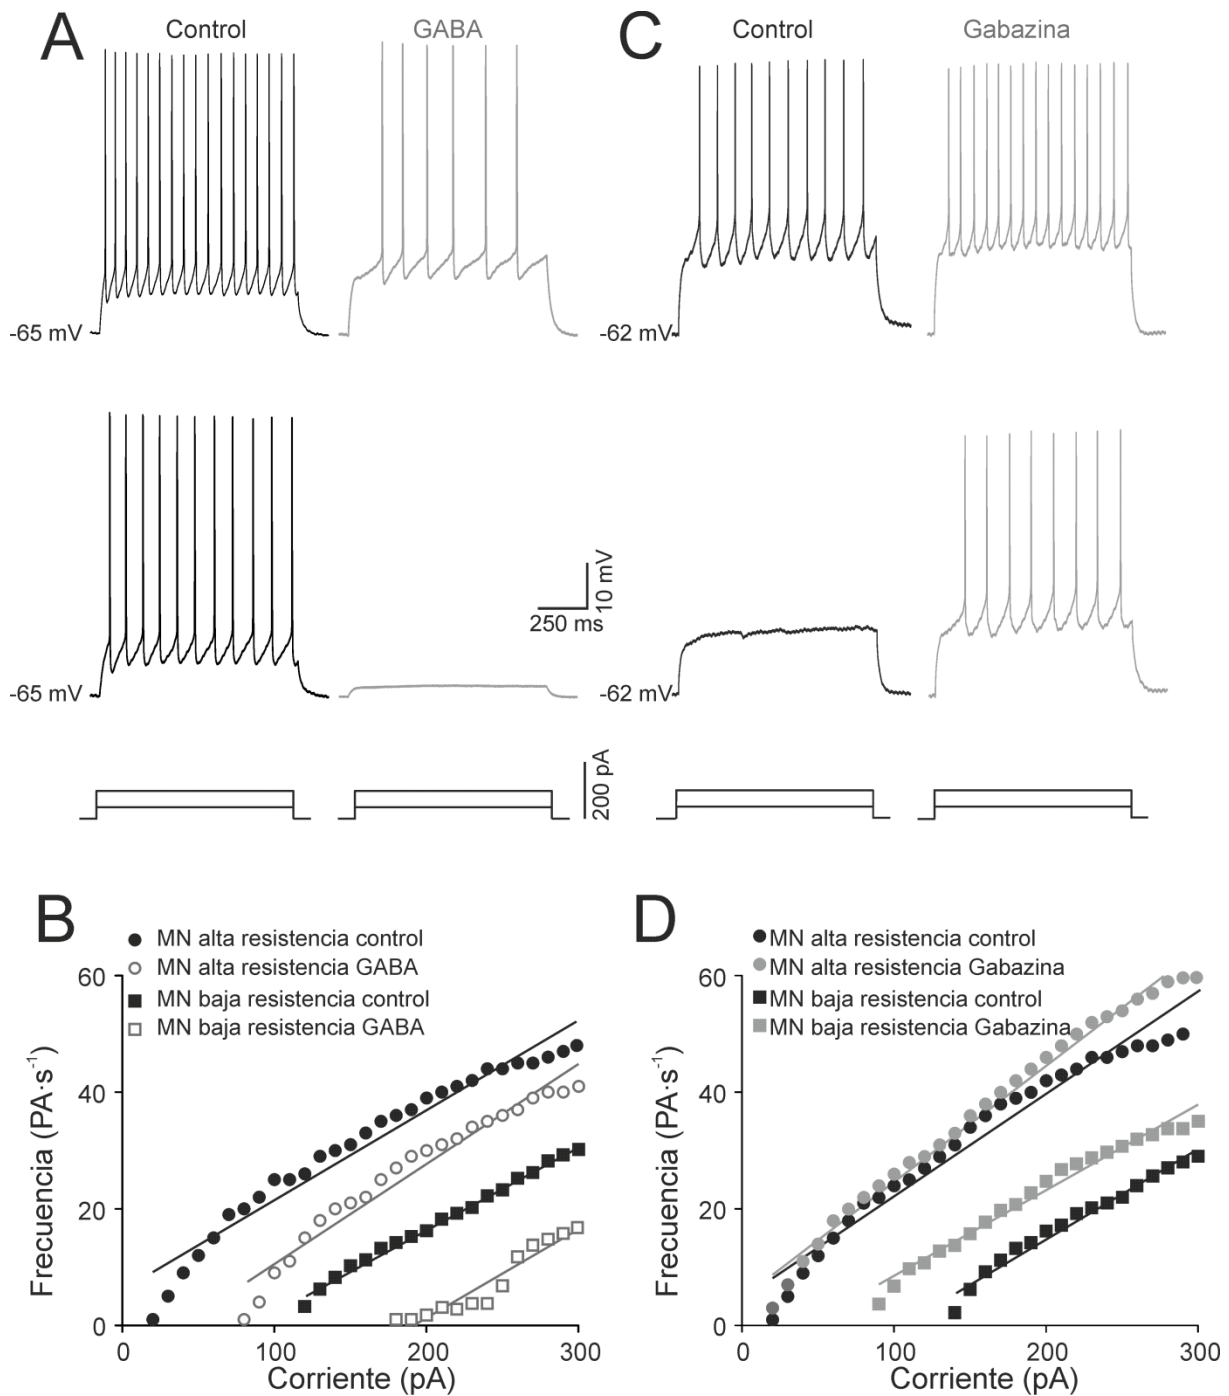 A
Control
GABA
C
Control
Gabazina
-65 mV
-62 mV
10 mV
250 ms
-65 mV
-62 mV
200 pA
B
MN alta resistencia control
MN alta resistencia GABA
MN baja resistencia control
MN baja resistencia GABA
60
40
20
0
Frecuencia (PA·s⁻¹)
0
100
200
300
Corriente (pA)
D
MN alta resistencia control
MN alta resistencia Gabazina
MN baja resistencia control
MN baja resistencia Gabazina
60
40
20
0
Frecuencia (PA·s⁻¹)
0
100
200
300
Corriente (pA)